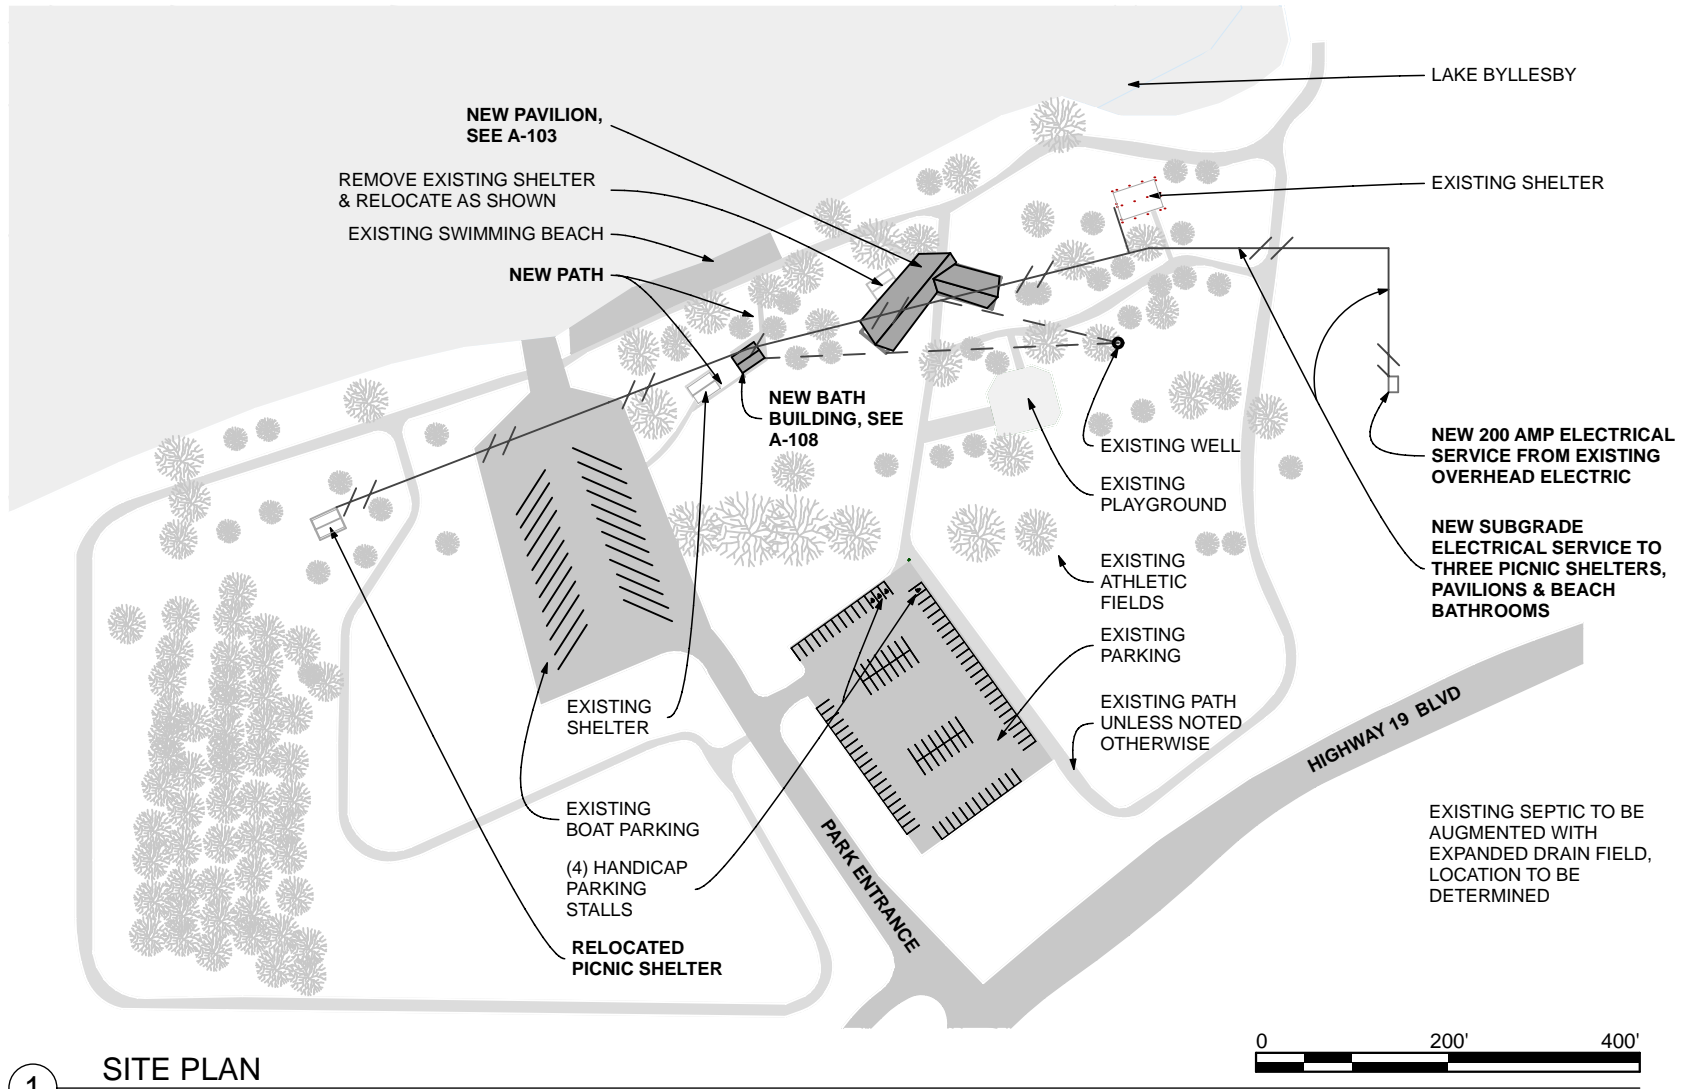 LAKE BYLLESBY
NEW PAVILION,
SEE A-103
REMOVE EXISTING SHELTER
& RELOCATE AS SHOWN
EXISTING SHELTER
EXISTING SWIMMING BEACH
NEW PATH
NEW BATH
BUILDING, SEE
A-108
EXISTING WELL
EXISTING
PLAYGROUND
NEW 200 AMP ELECTRICAL
SERVICE FROM EXISTING
OVERHEAD ELECTRIC
NEW SUBGRADE
ELECTRICAL SERVICE TO
THREE PICNIC SHELTERS,
PAVILIONS & BEACH
BATHROOMS
EXISTING
ATHLETIC
FIELDS
EXISTING
PARKING
EXISTING PATH
UNLESS NOTED
OTHERWISE
HIGHWAY 19 BLVD
EXISTING
SHELTER
EXISTING
BOAT PARKING
(4) HANDICAP
PARKING
STALLS
RELOCATED
PICNIC SHELTER
PARK ENTRANCE
EXISTING SEPTIC TO BE
AUGMENTED WITH
EXPANDED DRAIN FIELD,
LOCATION TO BE
DETERMINED
0 200' 400'
1 SITE PLAN